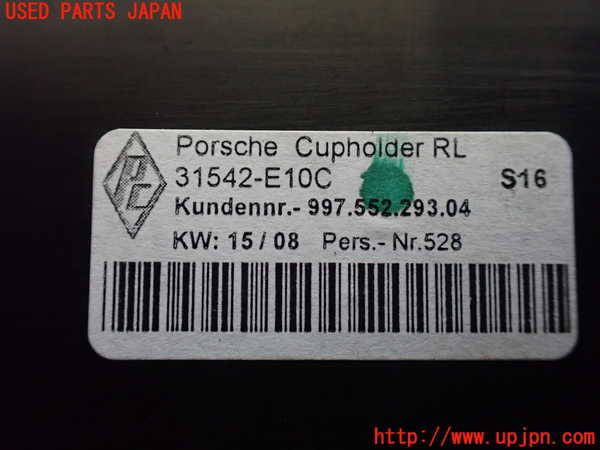 USED PARTS JAPAN
Porsche Cupholder RL
31542-E10C
S16
Kundennr.- 997.552.293.04
KW: 15 / 08 Pers.- Nr.528
PC
http://www.upjpn.com/